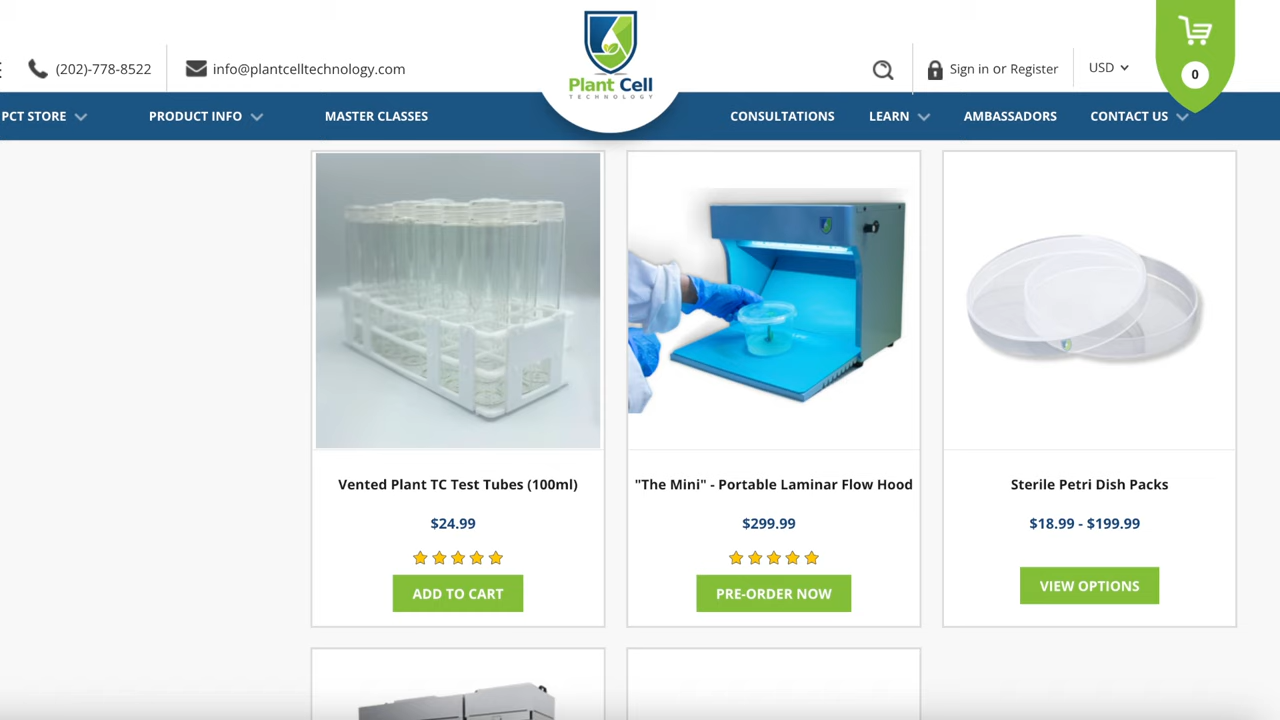 (202)-778-8522
info@plantcelltechnology.com
Plant Cell
TECHNOLOGY
Sign in or Register
USD
0
PCT STORE
PRODUCT INFO
MASTER CLASSES
CONSULTATIONS
LEARN
AMBASSADORS
CONTACT US
Vented Plant TC Test Tubes (100ml)
$24.99
ADD TO CART
"The Mini" - Portable Laminar Flow Hood
$299.99
PRE-ORDER NOW
Sterile Petri Dish Packs
$18.99 - $199.99
VIEW OPTIONS